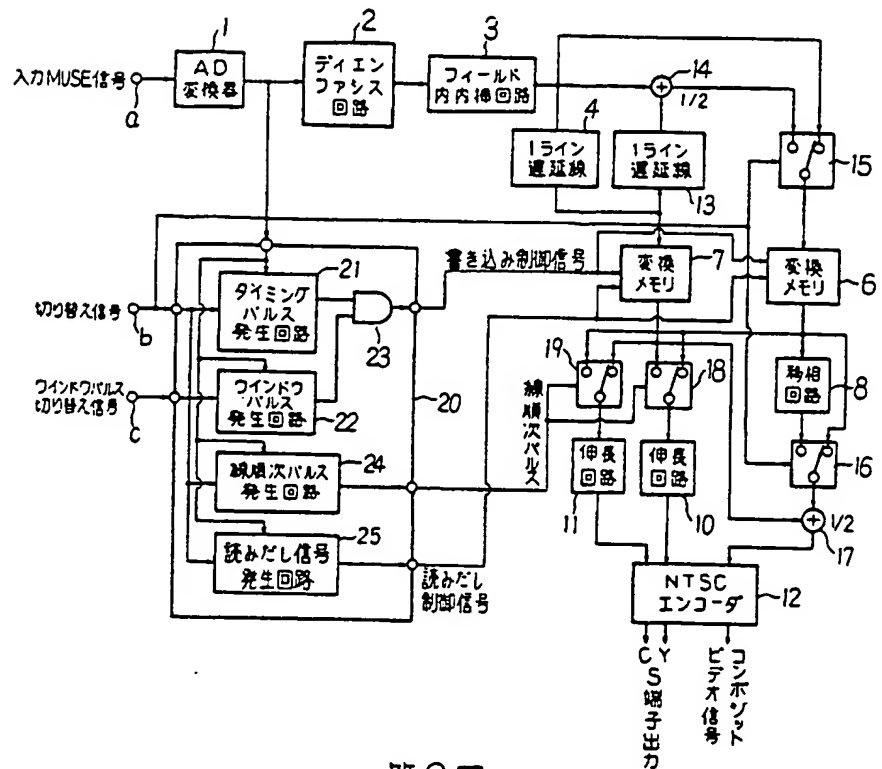 1
2
3
入力MUSE信号
a
AD
変換器
ディエン
ファシス
回路
フィールド
内内挿回路
14
1/2
4
1ライン
遅延線
1ライン
遅延線
13
15
切り替え信号
b
21
タイミング
パルス
発生回路
23
書き込み制御信号
変換
メモリ
7
変換
メモリ
6
ウインドウパルス
切り替え信号
c
ウインドウパルス
発生回路
22
20
19
18
移相
回路
8
線順次パルス
発生回路
24
線順次パルス
伸長
回路
11
伸長
回路
10
16
1/2
17
読みだし信号
発生回路
25
読みだし
制御信号
NTSC
エンコーダ
12
C Y
S端子出力
コンポジット
ビデオ信号